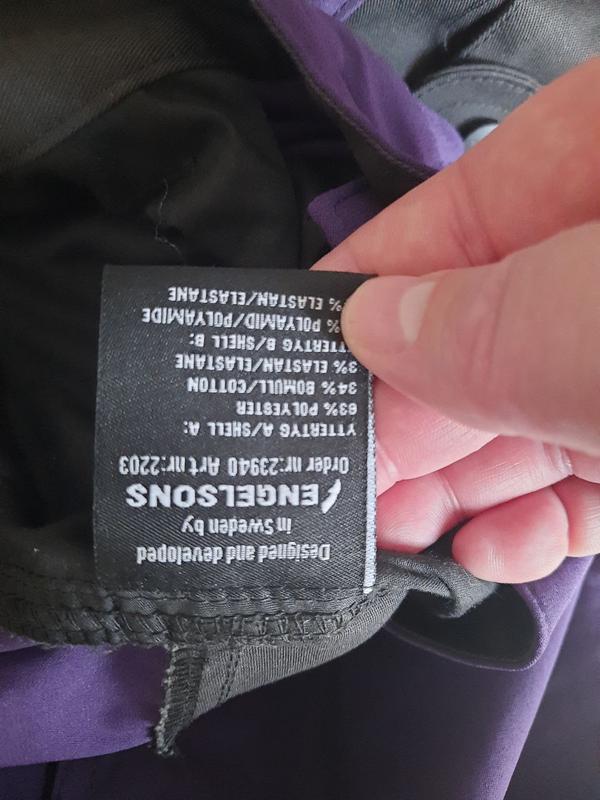 Designed and developed
in Sweden by
ENGELSONS
Order nr:23940 Art nr:2203
YTTERTYG A/SHELL A:
63% POLYESTER
34% BOMULL/COTTON
3% ELASTAN/ELASTANE
TTERTYG B/SHELL B:
% POLYAMID/POLYAMIDE
% ELASTAN/ELASTANE